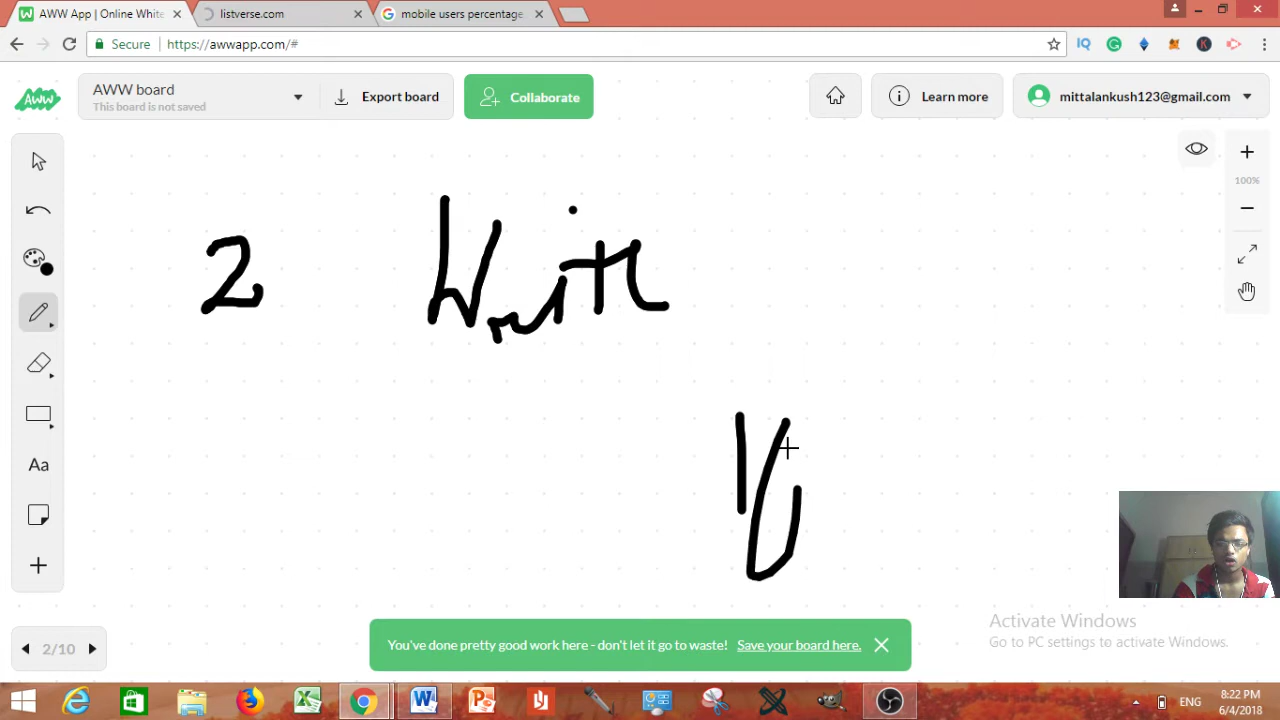 AWW App | Online White
listverse.com
mobile users percentage
Secure https://awwapp.com/#
AWW board
This board is not saved
Export board
Collaborate
Learn more
mittalankush123@gmail.com
100%
2 Write
Aa
Activate Windows
Go to PC settings to activate Windows.
You've done pretty good work here - don't let it go to waste! Save your board here.
2/10
ENG
8:22 PM
6/4/2018